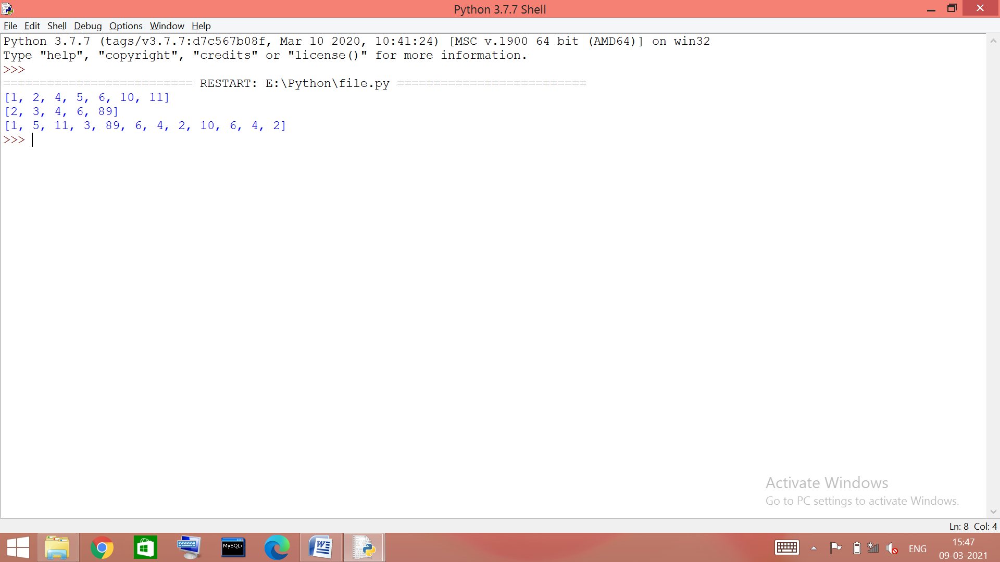 Python 3.7.7 Shell
File Edit Shell Debug Options Window Help
Python 3.7.7 (tags/v3.7.7:d7c567b08f, Mar 10 2020, 10:41:24) [MSC v.1900 64 bit (AMD64)] on win32
Type "help", "copyright", "credits" or "license()" for more information.
>>>
========================== RESTART: E:\Python\file.py ==========================
[1, 2, 4, 5, 6, 10, 11]
[2, 3, 4, 6, 89]
[1, 5, 11, 3, 89, 6, 4, 2, 10, 6, 4, 2]
>>>
Activate Windows
Go to PC settings to activate Windows.
Ln: 8 Col: 4
MySQL>
ENG
15:47
09-03-2021